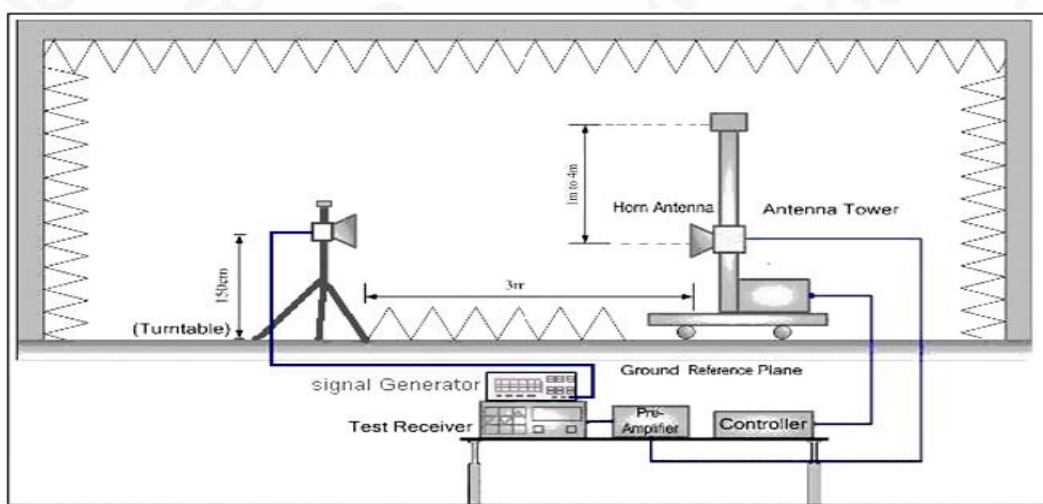 1m to 4m
Horn Antenna
Antenna Tower
150cm
3m
(Turntable)
Ground Reference Plane
signal Generator
Test Receiver
Pre-
Amplifier
Controller